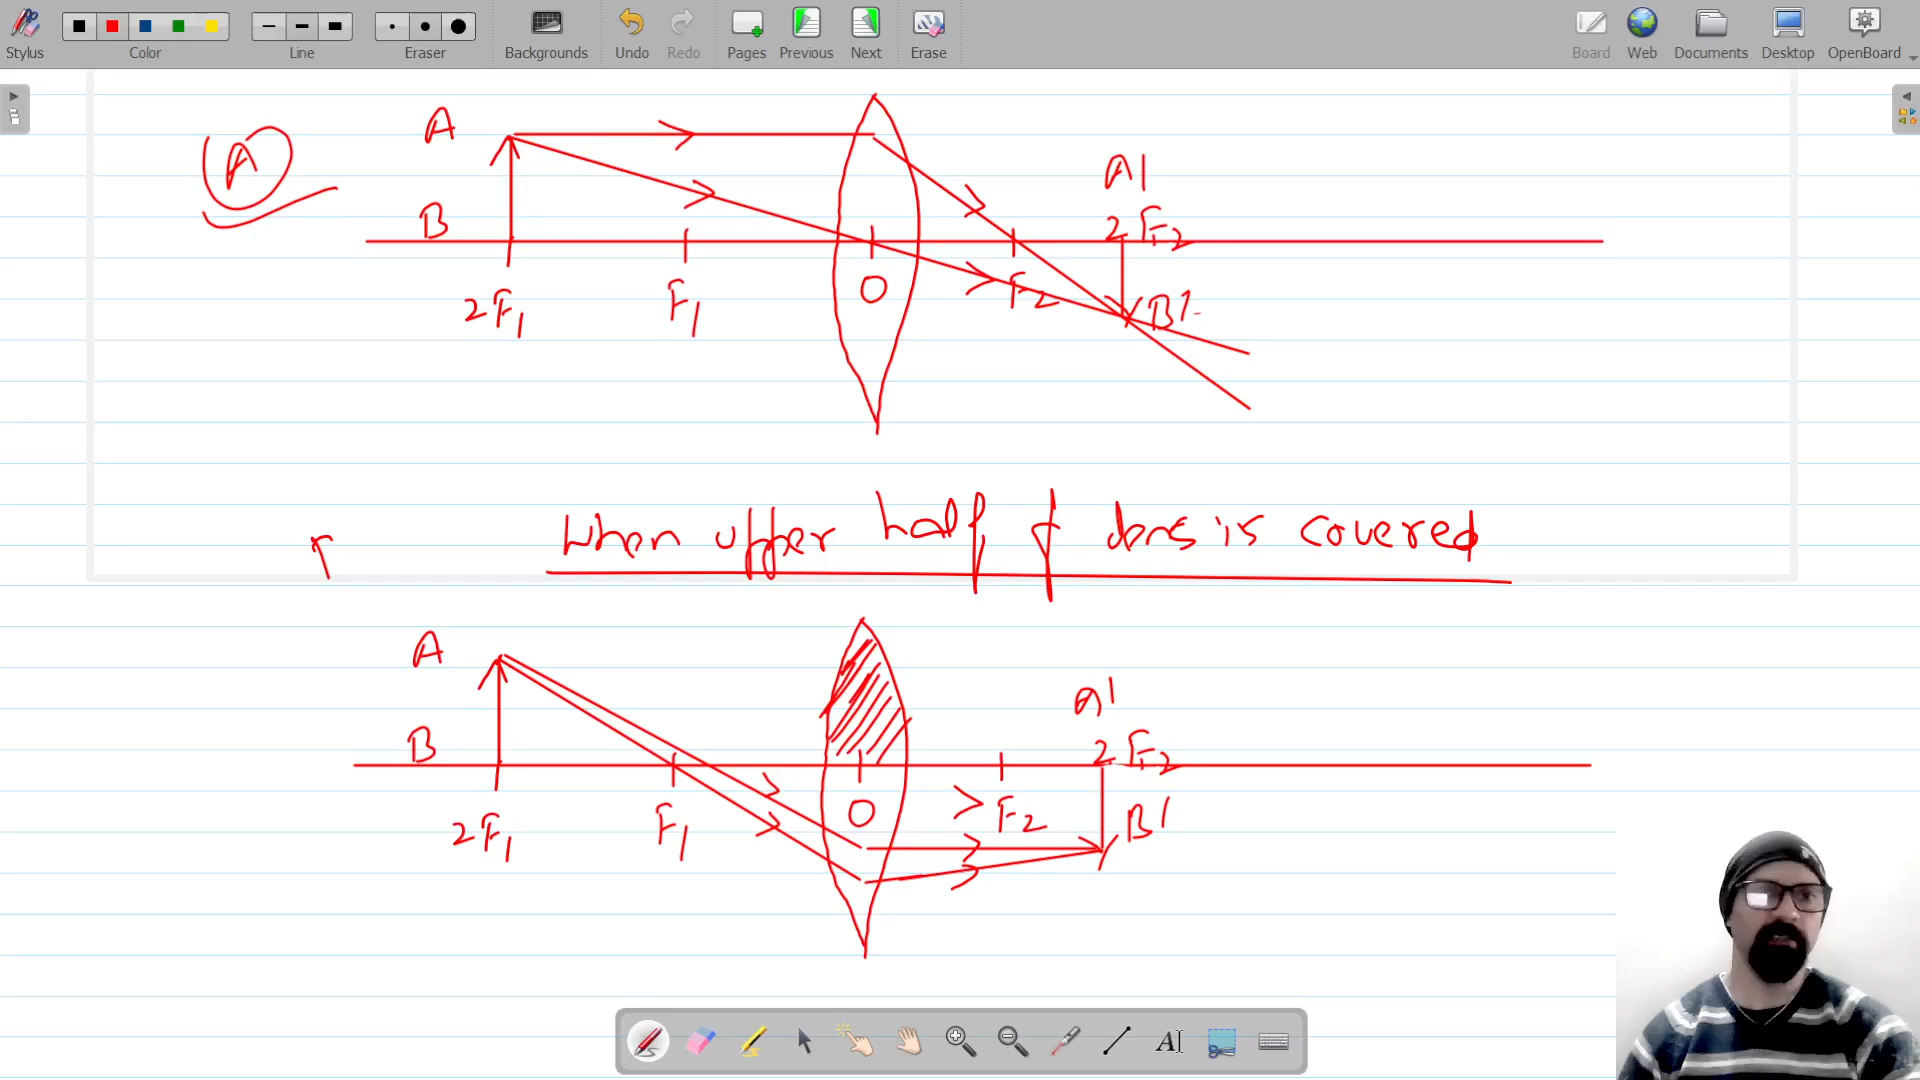 Stylus Color Line Eraser Backgrounds Undo Redo Pages Previous Next Erase Board Web Documents Desktop OpenBoard
A
A
A'
B
2F2
2F1 F1 O F2 B'
When upper half of lens is covered
A
A'
B
2F2
2F1 F1 O F2 B'